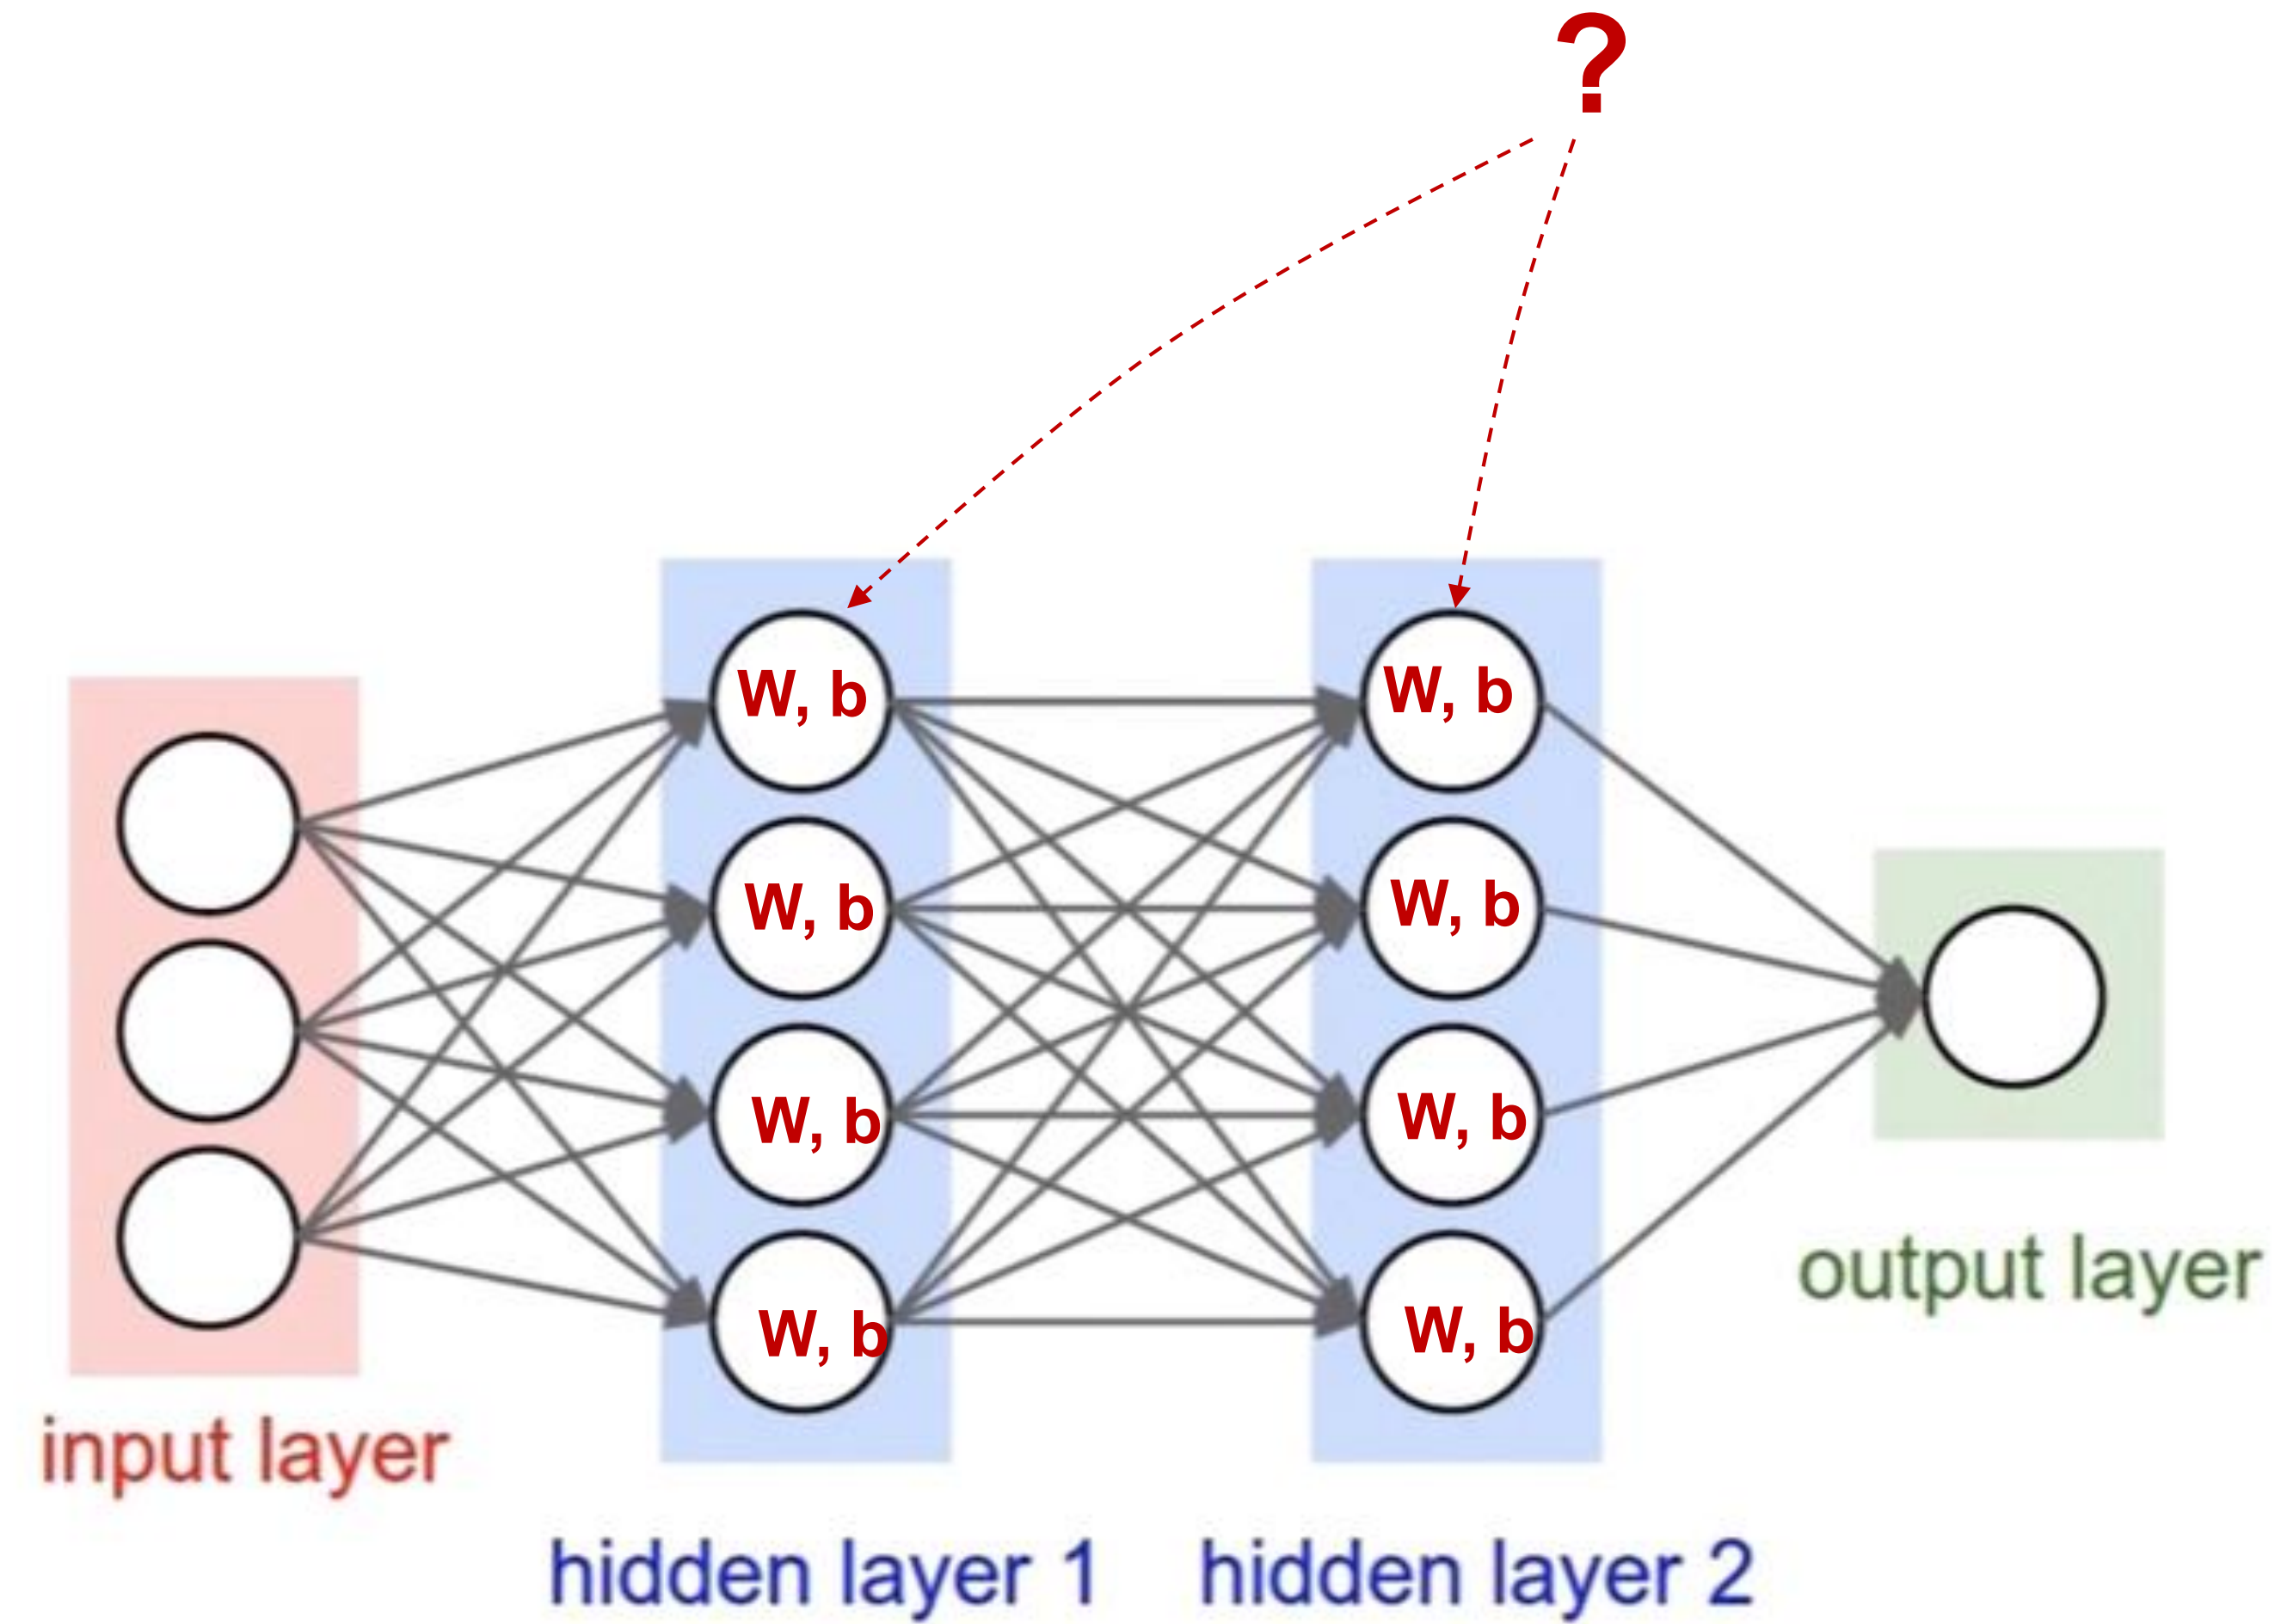 ?
W, b
W, b
W, b
W, b
W, b
W, b
W, b
W, b
input layer
hidden layer 1
hidden layer 2
output layer